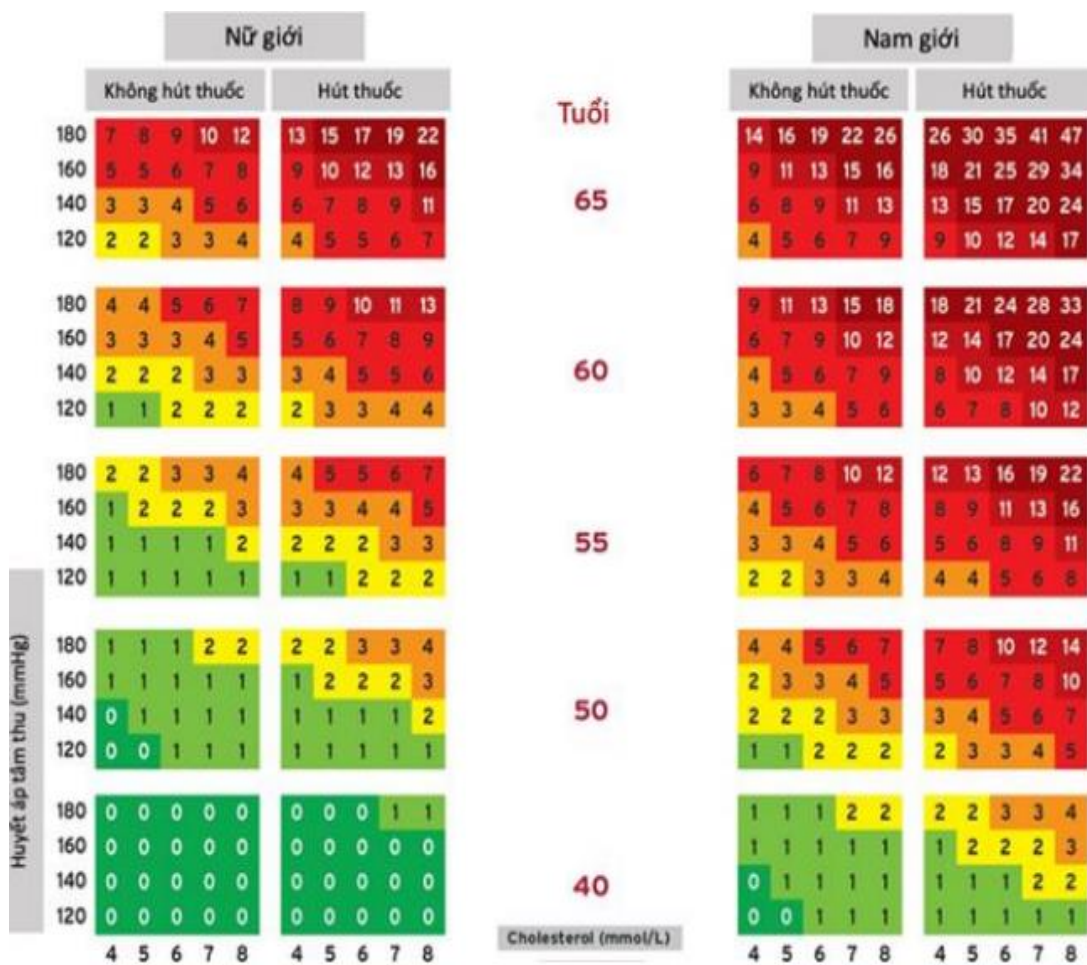 Nữ giới Nam giới
Không hút thuốc Hút thuốc Tuổi Không hút thuốc Hút thuốc
180 7 8 9 10 12 13 15 17 19 22 14 16 19 22 26 26 30 35 41 47
160 5 5 6 7 8 9 10 12 13 16 9 11 13 15 16 18 21 25 29 34
65
140 3 3 4 5 6 6 7 8 9 11 6 8 9 11 13 13 15 17 20 24
120 2 2 3 3 4 4 5 5 6 7 4 5 6 7 9 9 10 12 14 17
180 4 4 5 6 7 8 9 10 11 13 9 11 13 15 18 18 21 24 28 33
160 3 3 3 4 5 5 6 7 8 9 6 7 9 10 12 12 14 17 20 24
60
140 2 2 2 3 3 3 4 5 5 6 4 5 6 7 9 8 10 12 14 17
120 1 1 2 2 2 2 3 3 4 4 3 3 4 5 6 6 7 8 10 12
180 2 2 3 3 4 4 5 5 6 7 6 7 8 10 12 12 13 16 19 22
160 1 2 2 2 3 3 3 4 4 5 4 5 6 7 8 8 9 11 13 16
55
140 1 1 1 1 2 2 2 2 3 3 3 3 4 5 6 5 6 8 9 11
120 1 1 1 1 1 1 1 2 2 2 2 2 3 3 4 4 4 5 6 8
180 1 1 1 2 2 2 2 3 3 4 4 4 5 6 7 7 8 10 12 14
160 1 1 1 1 1 1 2 2 2 3 2 3 3 4 5 5 6 7 8 10
50
140 0 1 1 1 1 1 1 1 1 2 2 2 2 3 3 3 4 5 6 7
120 0 0 1 1 1 1 1 1 1 1 1 1 2 2 2 2 3 3 4 5
180 0 0 0 0 0 0 0 0 1 1 1 1 1 2 2 2 2 3 3 4
160 0 0 0 0 0 0 0 0 0 0 1 1 1 1 1 1 2 2 2 3
140 0 0 0 0 0 0 0 0 0 0 0 1 1 1 1 1 1 1 2 2
40
120 0 0 0 0 0 0 0 0 0 0 0 0 1 1 1 1 1 1 1 1
Cholesterol (mmol/L)
4 5 6 7 8 4 5 6 7 8 4 5 6 7 8 4 5 6 7 8
Huyết áp tâm thu (mmHg)